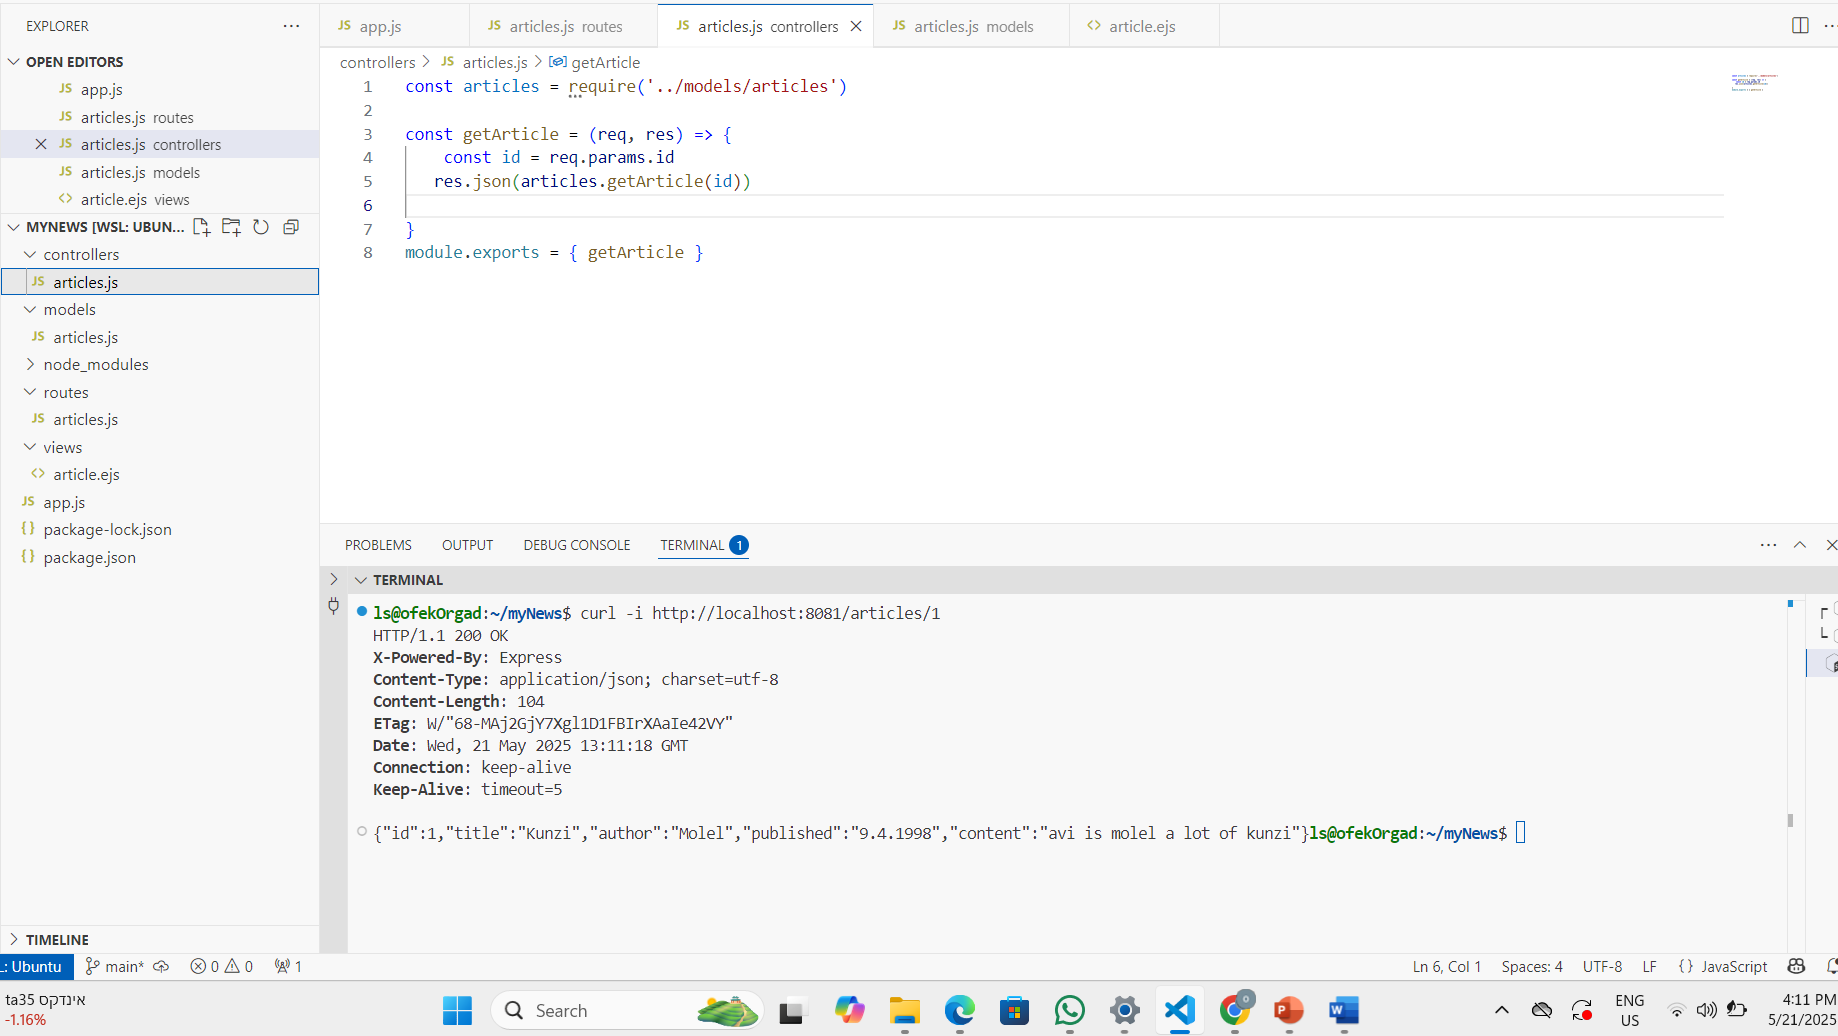 EXPLORER
OPEN EDITORS
JS app.js
JS articles.js routes
JS articles.js controllers
JS articles.js models
<> article.ejs views
MYNEWS [WSL: UBUN...
controllers
JS articles.js
models
JS articles.js
node_modules
routes
JS articles.js
views
<> article.ejs
JS app.js
{} package-lock.json
{} package.json
TIMELINE
JS app.js
JS articles.js routes
JS articles.js controllers
JS articles.js models
<> article.ejs
controllers > JS articles.js > getArticle
1 const articles = require('../models/articles')
2
3 const getArticle = (req, res) => {
4 const id = req.params.id
5 res.json(articles.getArticle(id))
6
7 }
8 module.exports = { getArticle }
PROBLEMS OUTPUT DEBUG CONSOLE TERMINAL 1
TERMINAL
ls@ofekOrgad:~/myNews$ curl -i http://localhost:8081/articles/1
HTTP/1.1 200 OK
X-Powered-By: Express
Content-Type: application/json; charset=utf-8
Content-Length: 104
ETag: W/"68-MAj2GjY7Xgl1D1FBIrXAaIe42VY"
Date: Wed, 21 May 2025 13:11:18 GMT
Connection: keep-alive
Keep-Alive: timeout=5
{"id":1,"title":"Kunzi","author":"Molel","published":"9.4.1998","content":"avi is molel a lot of kunzi"}ls@ofekOrgad:~/myNews$
L: Ubuntu main* 0 0 1 Ln 6, Col 1 Spaces: 4 UTF-8 LF {} JavaScript
אינדקס ta35
-1.16%
Search
0
P
W
ENG
US
4:11 PM
5/21/2025